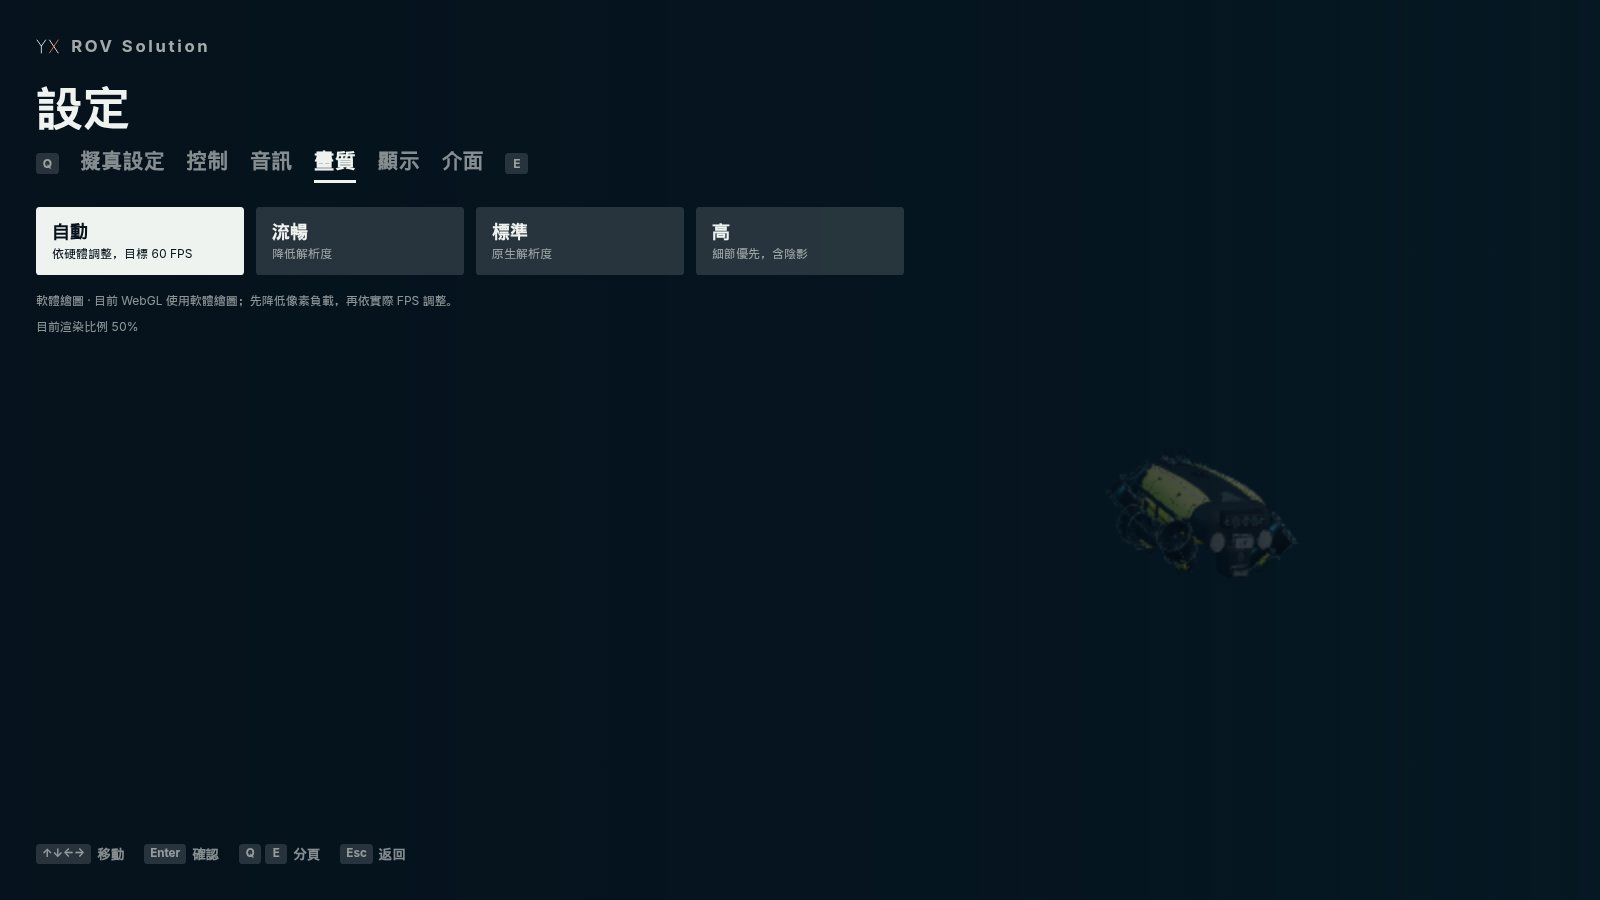 YX ROV Solution
設定
Q 擬真設定 控制 音訊 畫質 顯示 介面 E
自動
依硬體調整，目標 60 FPS
流暢
降低解析度
標準
原生解析度
高
細節優先，含陰影
軟體繪圖 · 目前 WebGL 使用軟體繪圖；先降低像素負載，再依實際 FPS 調整。
目前渲染比例 50%
↑↓←→ 移動 Enter 確認 Q E 分頁 Esc 返回